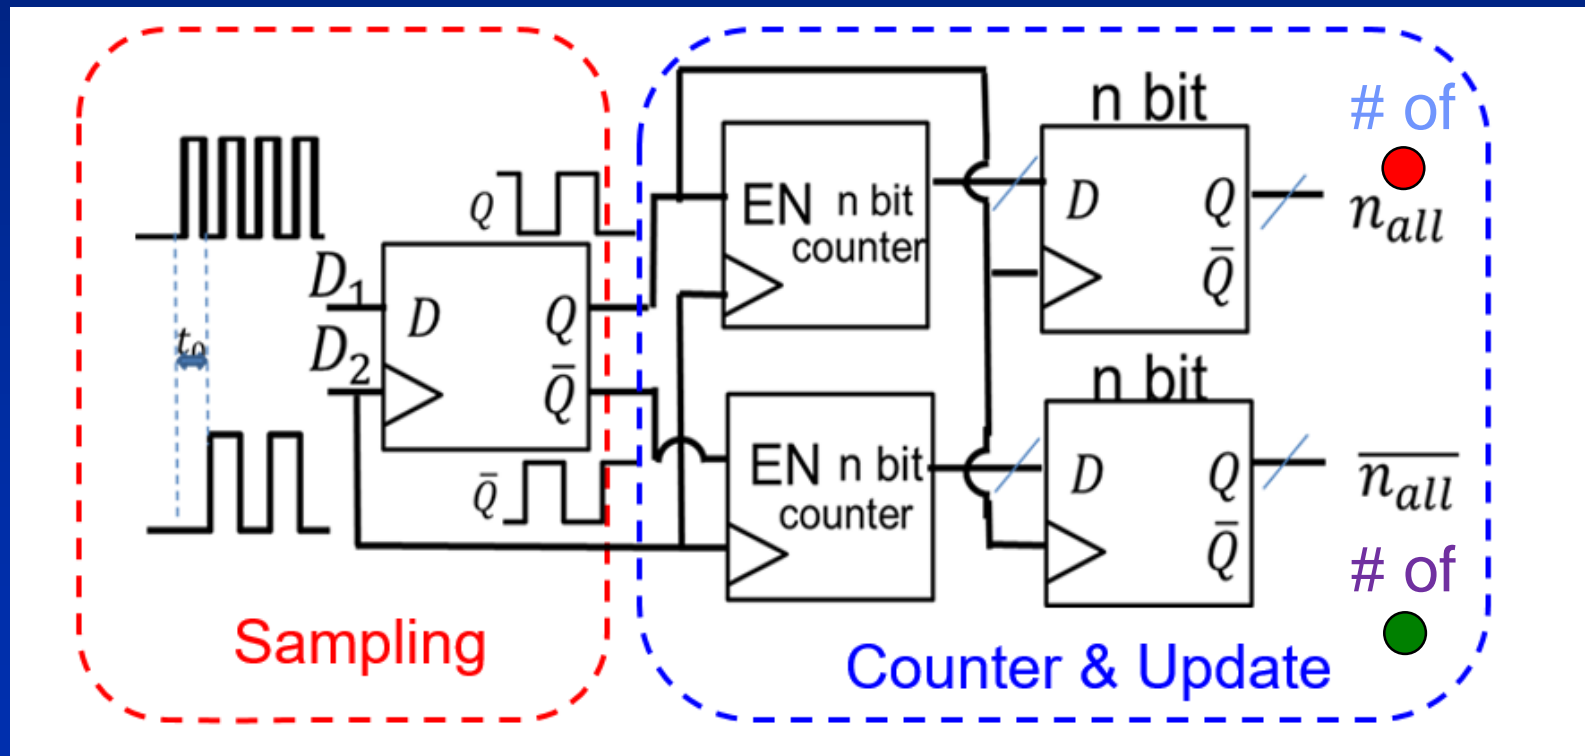 t₀
D₁
D₂
D
Q
Q̅
Q
Q̅
Sampling
EN n bit
counter
EN n bit
counter
n bit
D
Q
Q̅
n bit
D
Q
Q̅
# of
n_all
n̅_all
# of
Counter & Update